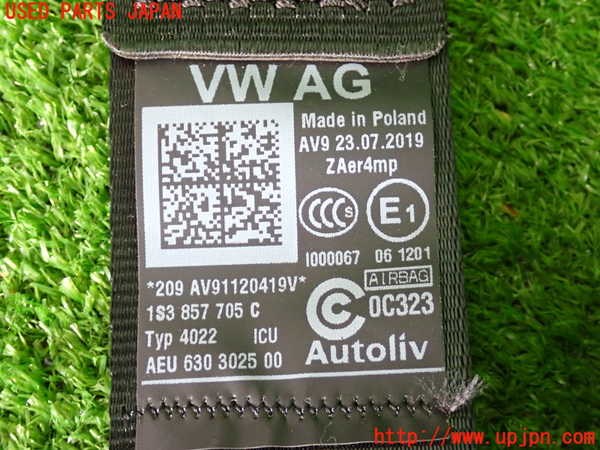 USED PARTS JAPAN
VW AG
Made in Poland
AV9 23.07.2019
ZAer4mp
CCC S
E1
I000067 06 1201
*209 AV91120419V*
AIRBAG
1S3 857 705 C
C 0C323
Typ 4022 ICU
AEU 630 3025 00
Autoliv
http://www.upjpn.com/